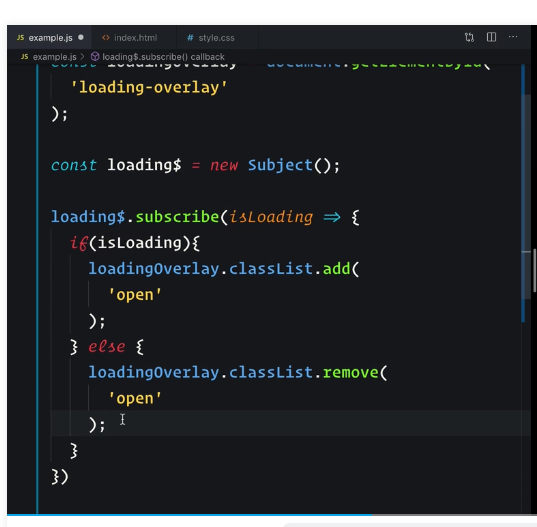 JS example.js ● <> index.html # style.css
JS example.js > loading$.subscribe() callback
const loadingOverlay = document.getElementById(
'loading-overlay'
);
const loading$ = new Subject();
loading$.subscribe(isLoading => {
if(isLoading){
loadingOverlay.classList.add(
'open'
);
} else {
loadingOverlay.classList.remove(
'open'
);
}
})